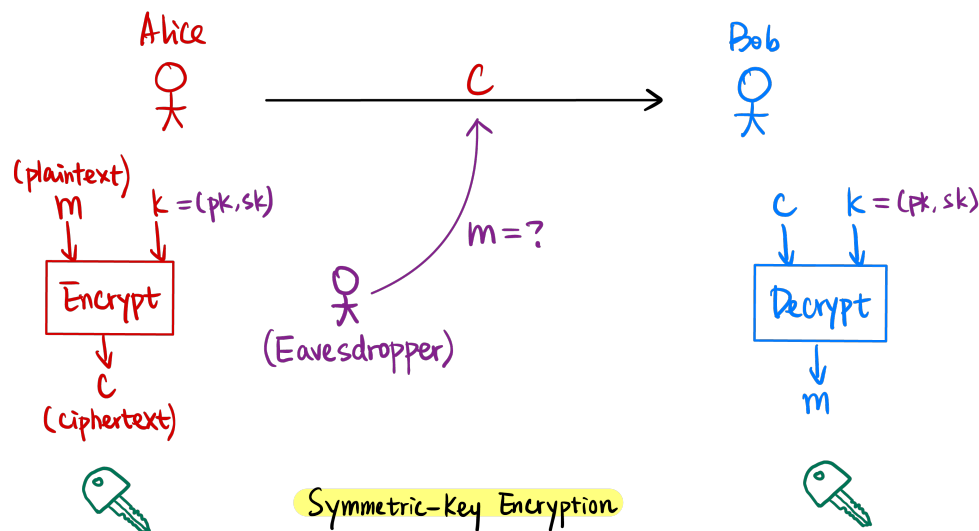 Alice
Bob
C
(plaintext)
m
k = (pk, sk)
m = ?
c
k = (pk, sk)
Encrypt
Decrypt
(Eavesdropper)
C
(ciphertext)
m
Symmetric-Key Encryption